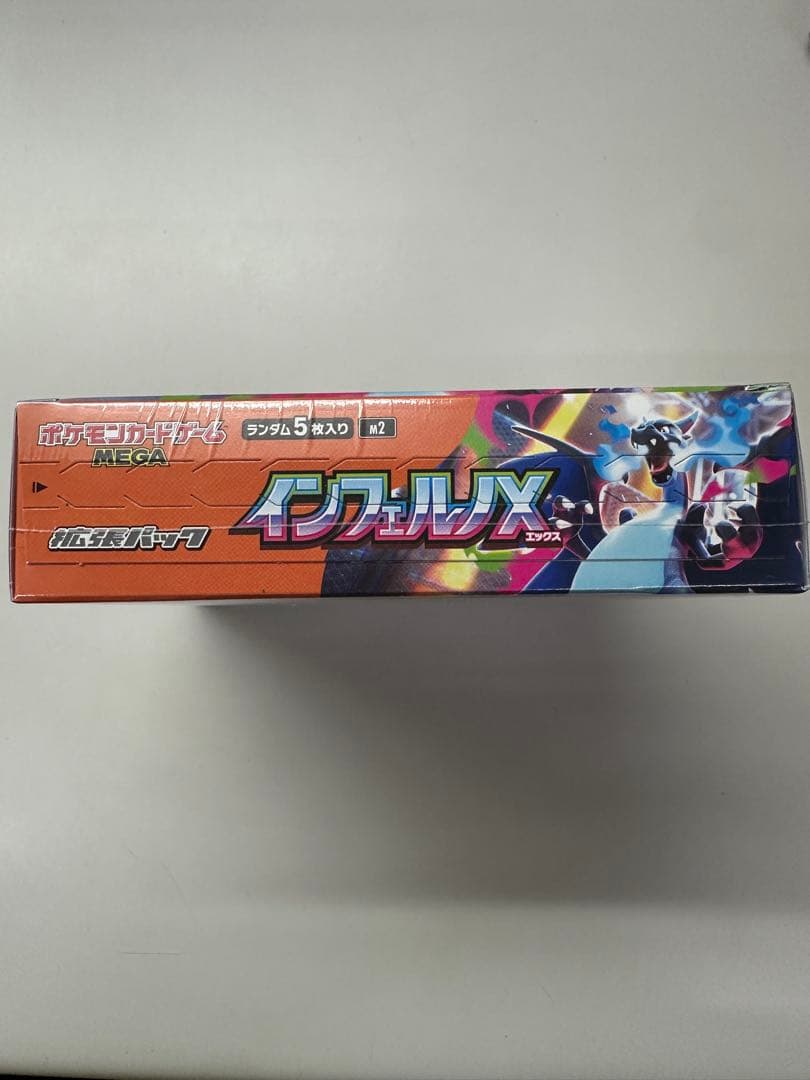 ポケモンカードゲーム
MEGA
ランダム5枚入り
M2
拡張パック
インフェルノX
エックス